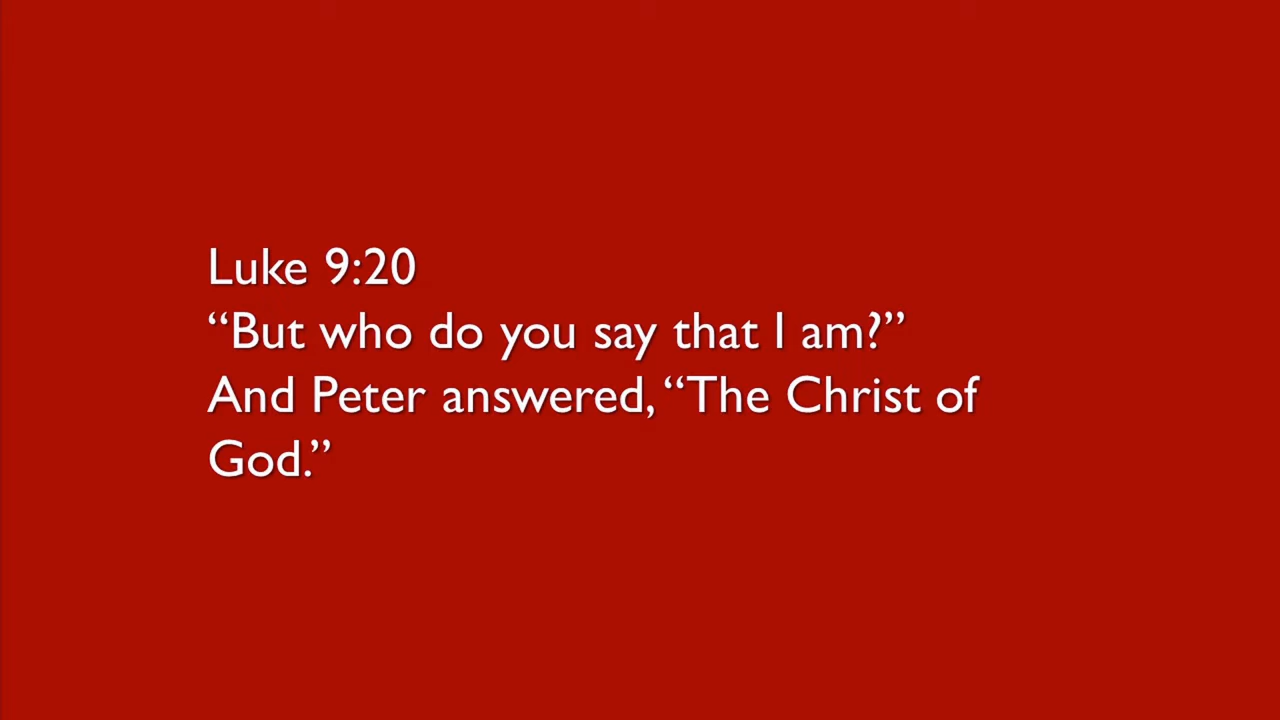 Luke 9:20
“But who do you say that I am?”
And Peter answered, “The Christ of
God.”